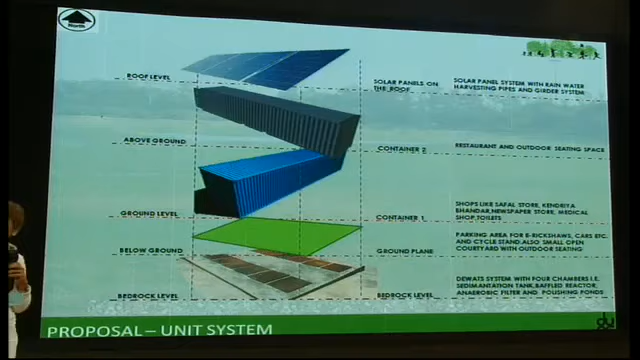 North
ROOF LEVEL
SOLAR PANELS ON
THE ROOF
SOLAR PANEL SYSTEM WITH RAIN WATER
HARVESTING PIPES AND GIRDER SYSTEM
ABOVE GROUND
CONTAINER 2
RESTAURANT AND OUTDOOR SEATING SPACE
GROUND LEVEL
CONTAINER 1
SHOPS LIKE SAFAL STORE, KENDRIYA
BHANDAR,NEWSPAPER STORE, MEDICAL
SHOP,TOILETS
BELOW GROUND
GROUND PLANE
PARKING AREA FOR E-RICKSHAWS, CARS ETC.
AND CYCLE STAND.ALSO SMALL OPEN
COURTYARD WITH OUTDOOR SEATING
BEDROCK LEVEL
BEDROCK LEVEL
DEWATS SYSTEM WITH FOUR CHAMBERS I.E.
SEDIMANTATION TANK,BAFFLED REACTOR,
ANAEROBIC FILTER AND POLISHING PONDS
PROPOSAL – UNIT SYSTEM